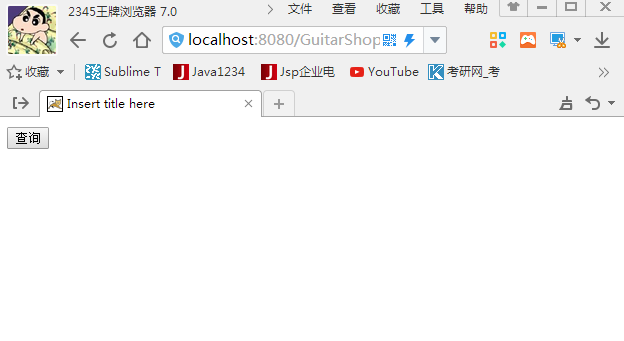 2345王牌浏览器 7.0 文件 查看 收藏 工具 帮助
localhost:8080/GuitarShop
收藏 Sublime T Java1234 Jsp企业电 YouTube 考研网_考
Insert title here
查询